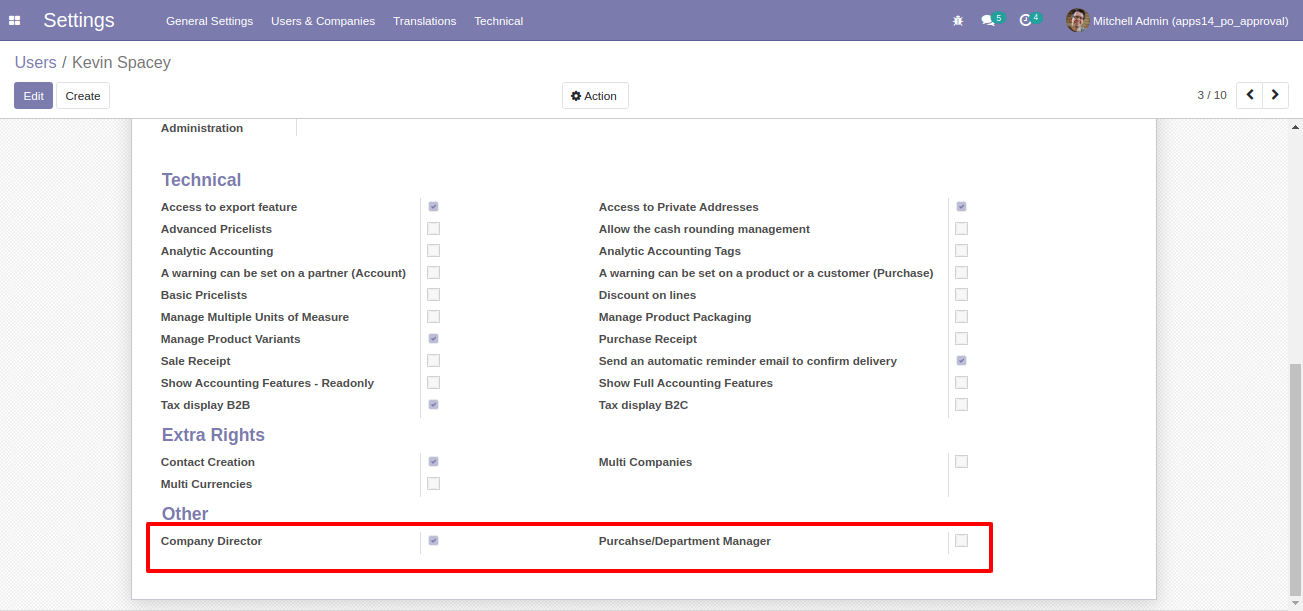 Settings General Settings Users & Companies Translations Technical 5 4 Mitchell Admin (apps14_po_approval)
Users / Kevin Spacey
Edit Create Action 3 / 10
Administration
Technical
Access to export feature Access to Private Addresses
Advanced Pricelists Allow the cash rounding management
Analytic Accounting Analytic Accounting Tags
A warning can be set on a partner (Account) A warning can be set on a product or a customer (Purchase)
Basic Pricelists Discount on lines
Manage Multiple Units of Measure Manage Product Packaging
Manage Product Variants Purchase Receipt
Sale Receipt Send an automatic reminder email to confirm delivery
Show Accounting Features - Readonly Show Full Accounting Features
Tax display B2B Tax display B2C
Extra Rights
Contact Creation Multi Companies
Multi Currencies
Other
Company Director Purcahse/Department Manager